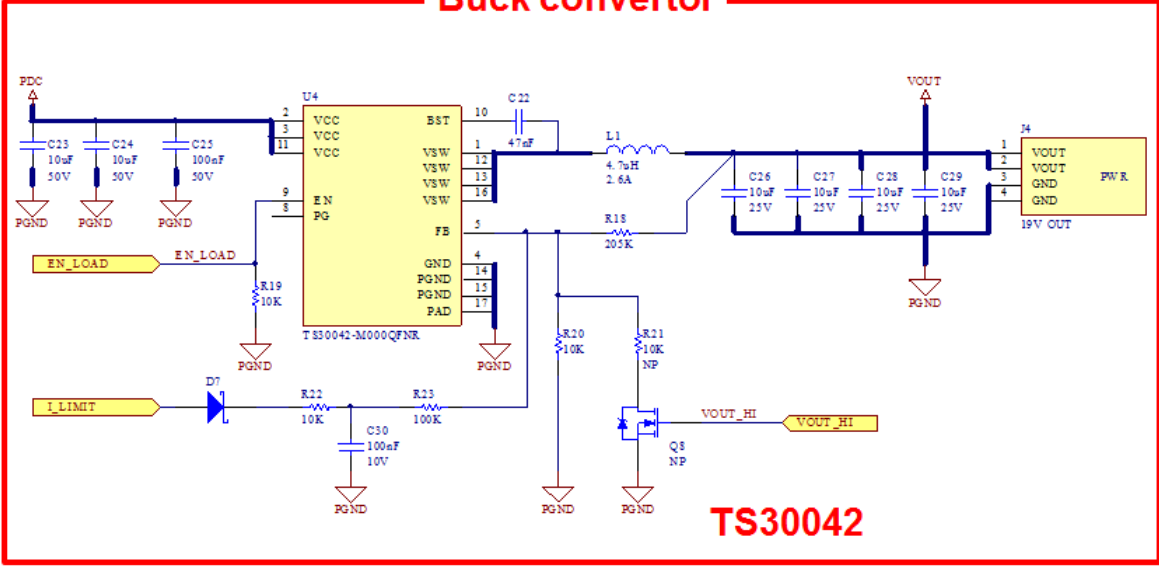 Buck convertor
PDC
C23
10uF
50V
C24
10uF
50V
C25
100nF
50V
PGND
PGND
PGND
U4
2 VCC
3 VCC
11 VCC
9 EN
8 PG
BST 10
VSW 1
VSW 12
VSW 13
VSW 16
FB 5
GND 4
PGND 14
PGND 15
PAD 17
TS30042-M000QFNR
C22
47nF
L1
4.7uH
2.6A
R18
205K
VOUT
C26
10uF
25V
C27
10uF
25V
C28
10uF
25V
C29
10uF
25V
PGND
J4
1 VOUT
2 VOUT
3 GND
4 GND
PWR
19V OUT
EN_LOAD
EN_LOAD
R19
10K
PGND
PGND
I_LIMIT
D7
R22
10K
R23
100K
C30
100nF
10V
PGND
R20
10K
PGND
R21
10K
NP
Q8
NP
PGND
VOUT_HI
VOUT_HI
TS30042